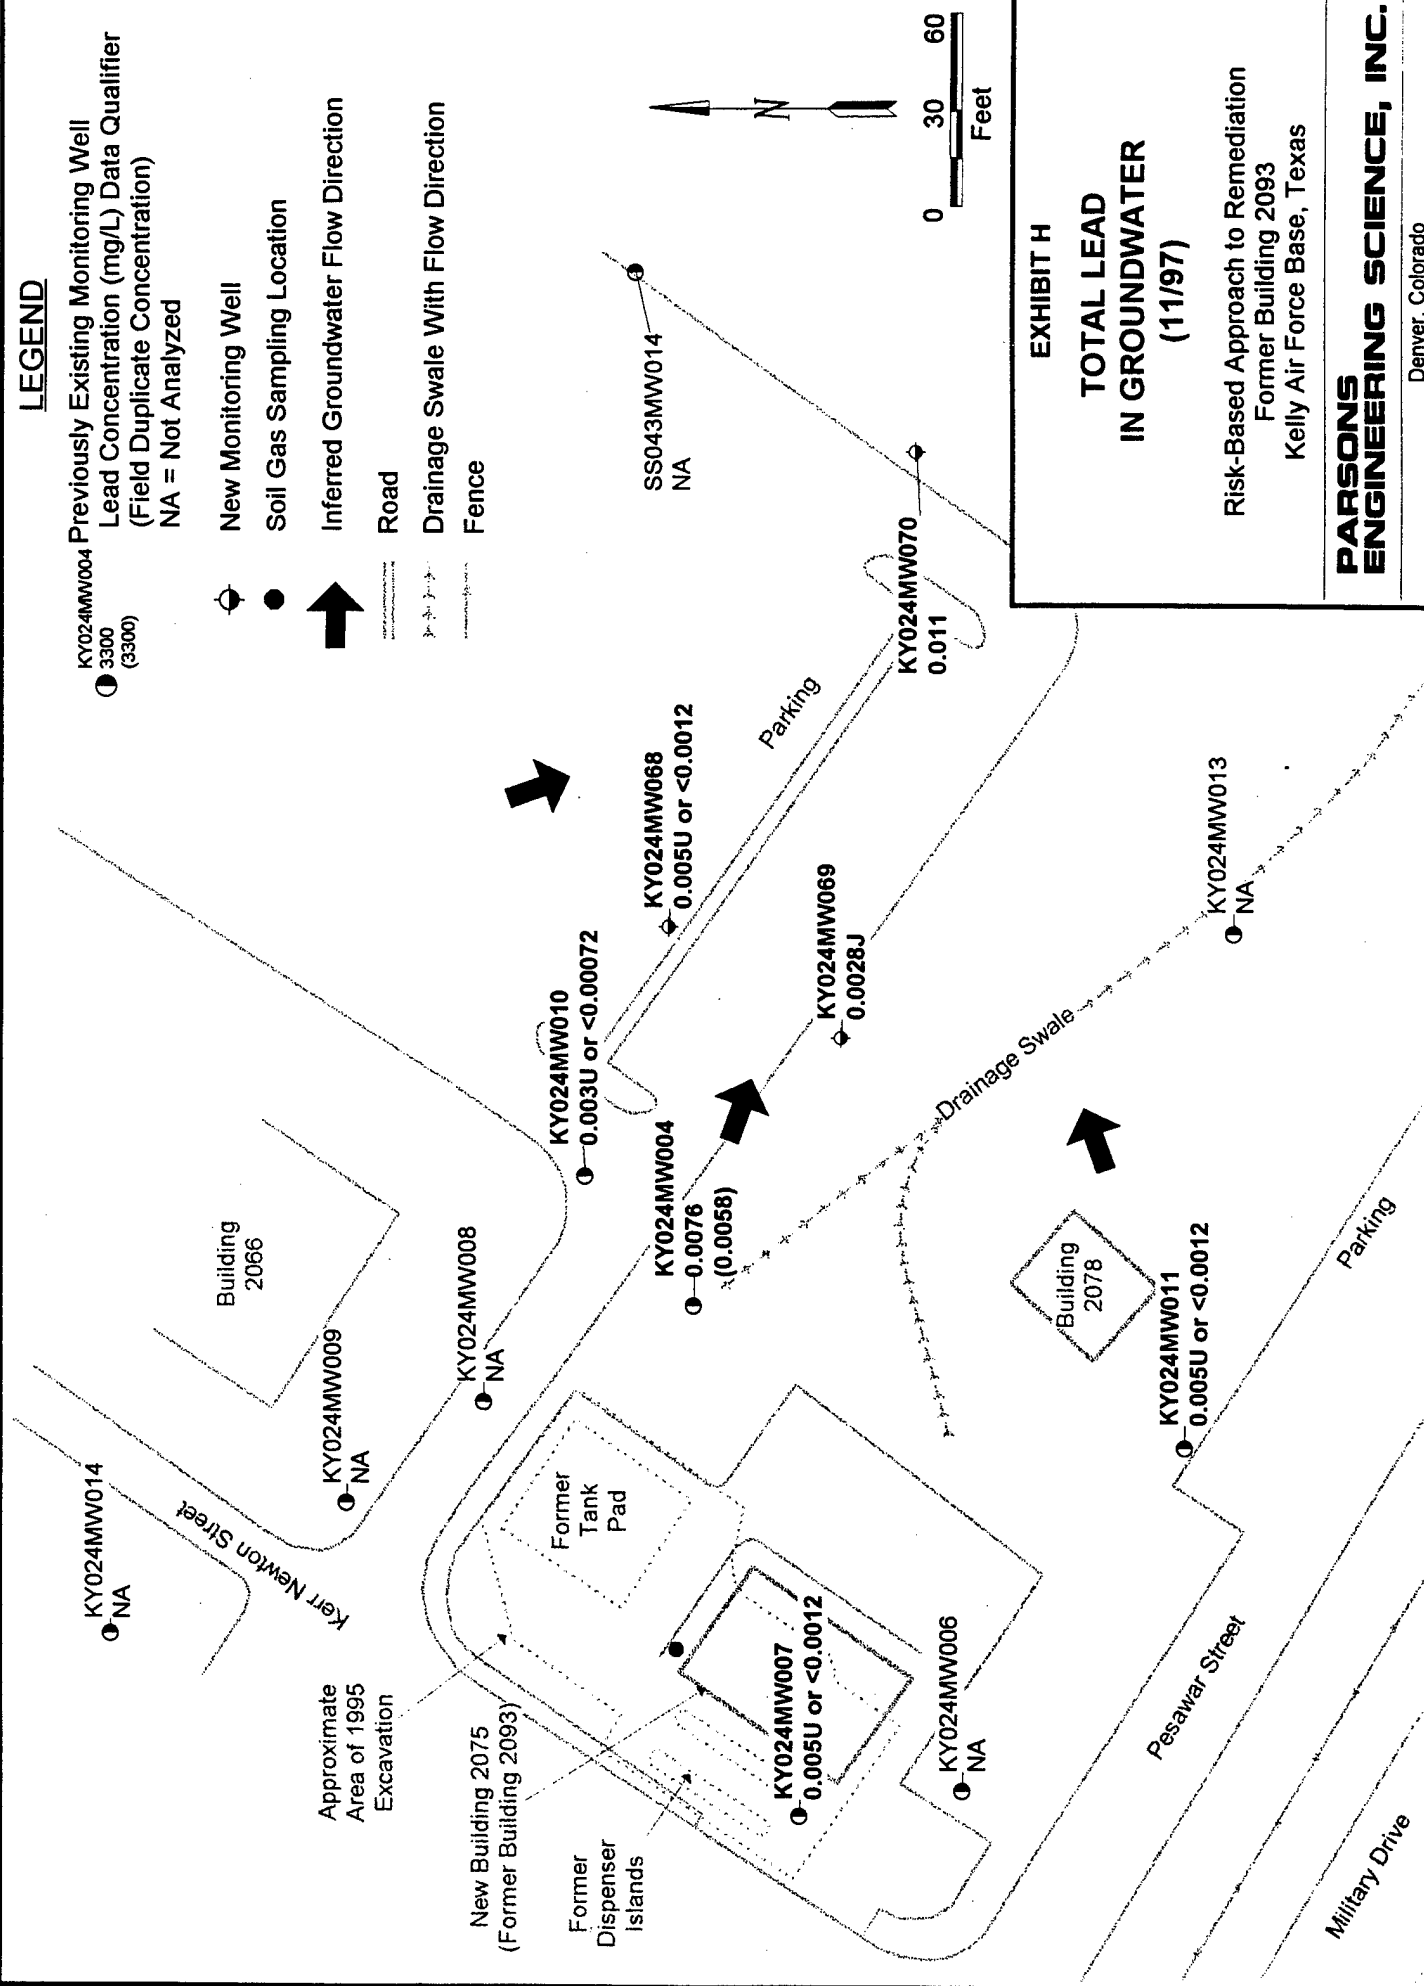 LEGEND
KY024MW004 Previously Existing Monitoring Well
3300 Lead Concentration (mg/L) Data Qualifier
(3300) (Field Duplicate Concentration)
NA = Not Analyzed
New Monitoring Well
Soil Gas Sampling Location
Inferred Groundwater Flow Direction
Road
Drainage Swale With Flow Direction
Fence
N
0 30 60
Feet
KY024MW014
NA
Kerr Newton Street
KY024MW009
NA
Building
2066
KY024MW008
NA
Approximate
Area of 1995
Excavation
New Building 2075
(Former Building 2093)
Former
Dispenser
Islands
Former
Tank
Pad
KY024MW010
0.003U or <0.00072
KY024MW068
0.005U or <0.0012
SS043MW014
NA
Parking
KY024MW004
0.0076
(0.0058)
KY024MW069
0.0028J
KY024MW070
0.011
KY024MW007
0.005U or <0.0012
KY024MW006
NA
Drainage Swale
Building
2078
KY024MW011
0.005U or <0.0012
KY024MW013
NA
Parking
Pesawar Street
Military Drive
EXHIBIT H
TOTAL LEAD
IN GROUNDWATER
(11/97)
Risk-Based Approach to Remediation
Former Building 2093
Kelly Air Force Base, Texas
PARSONS
ENGINEERING SCIENCE, INC.
Denver, Colorado